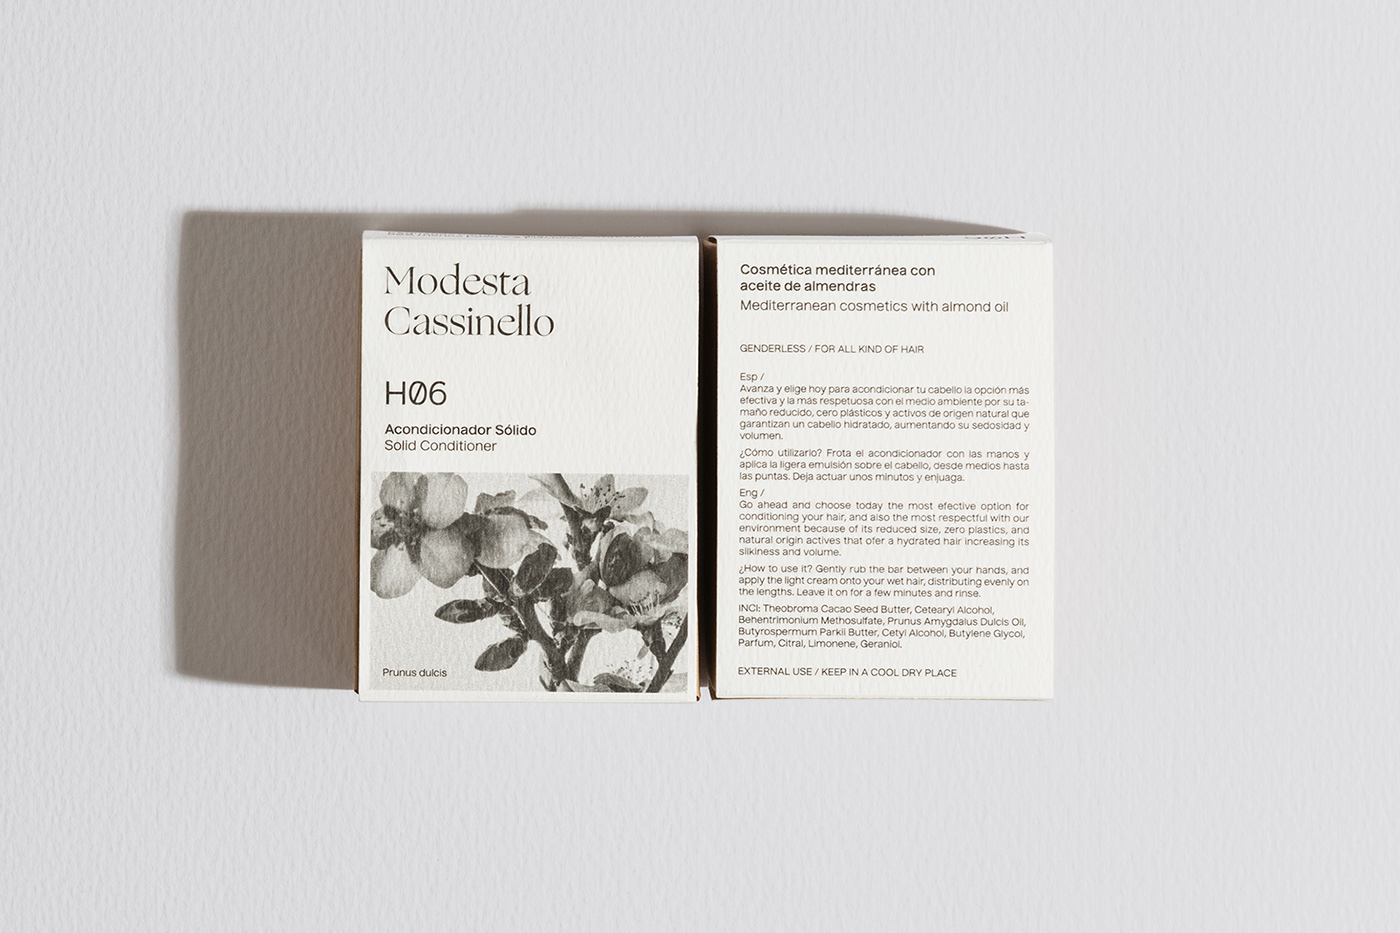 Modesta
Cassinello
HØ6
Acondicionador Sólido
Solid Conditioner
Prunus dulcis
Cosmética mediterránea con
aceite de almendras
Mediterranean cosmetics with almond oil
GENDERLESS / FOR ALL KIND OF HAIR
Esp /
Avanza y elige hoy para acondicionar tu cabello la opción más
efectiva y la más respetuosa con el medio ambiente por su ta-
maño reducido, cero plásticos y activos de origen natural que
garantizan un cabello hidratado, aumentando su sedosidad y
volumen.
¿Cómo utilizarlo? Frota el acondicionador con las manos y
aplica la ligera emulsión sobre el cabello, desde medios hasta
las puntas. Deja actuar unos minutos y enjuaga.
Eng /
Go ahead and choose today the most efective option for
conditioning your hair, and also the most respectful with our
environment because of its reduced size, zero plastics, and
natural origin actives that ofer a hydrated hair increasing its
silkiness and volume.
¿How to use it? Gently rub the bar between your hands, and
apply the light cream onto your wet hair, distributing evenly on
the lengths. Leave it on for a few minutes and rinse.
INCI: Theobroma Cacao Seed Butter, Cetearyl Alcohol,
Behentrimonium Methosulfate, Prunus Amygdalus Dulcis Oil,
Butyrospermum Parkii Butter, Cetyl Alcohol, Butylene Glycol,
Parfum, Citral, Limonene, Geraniol.
EXTERNAL USE / KEEP IN A COOL DRY PLACE